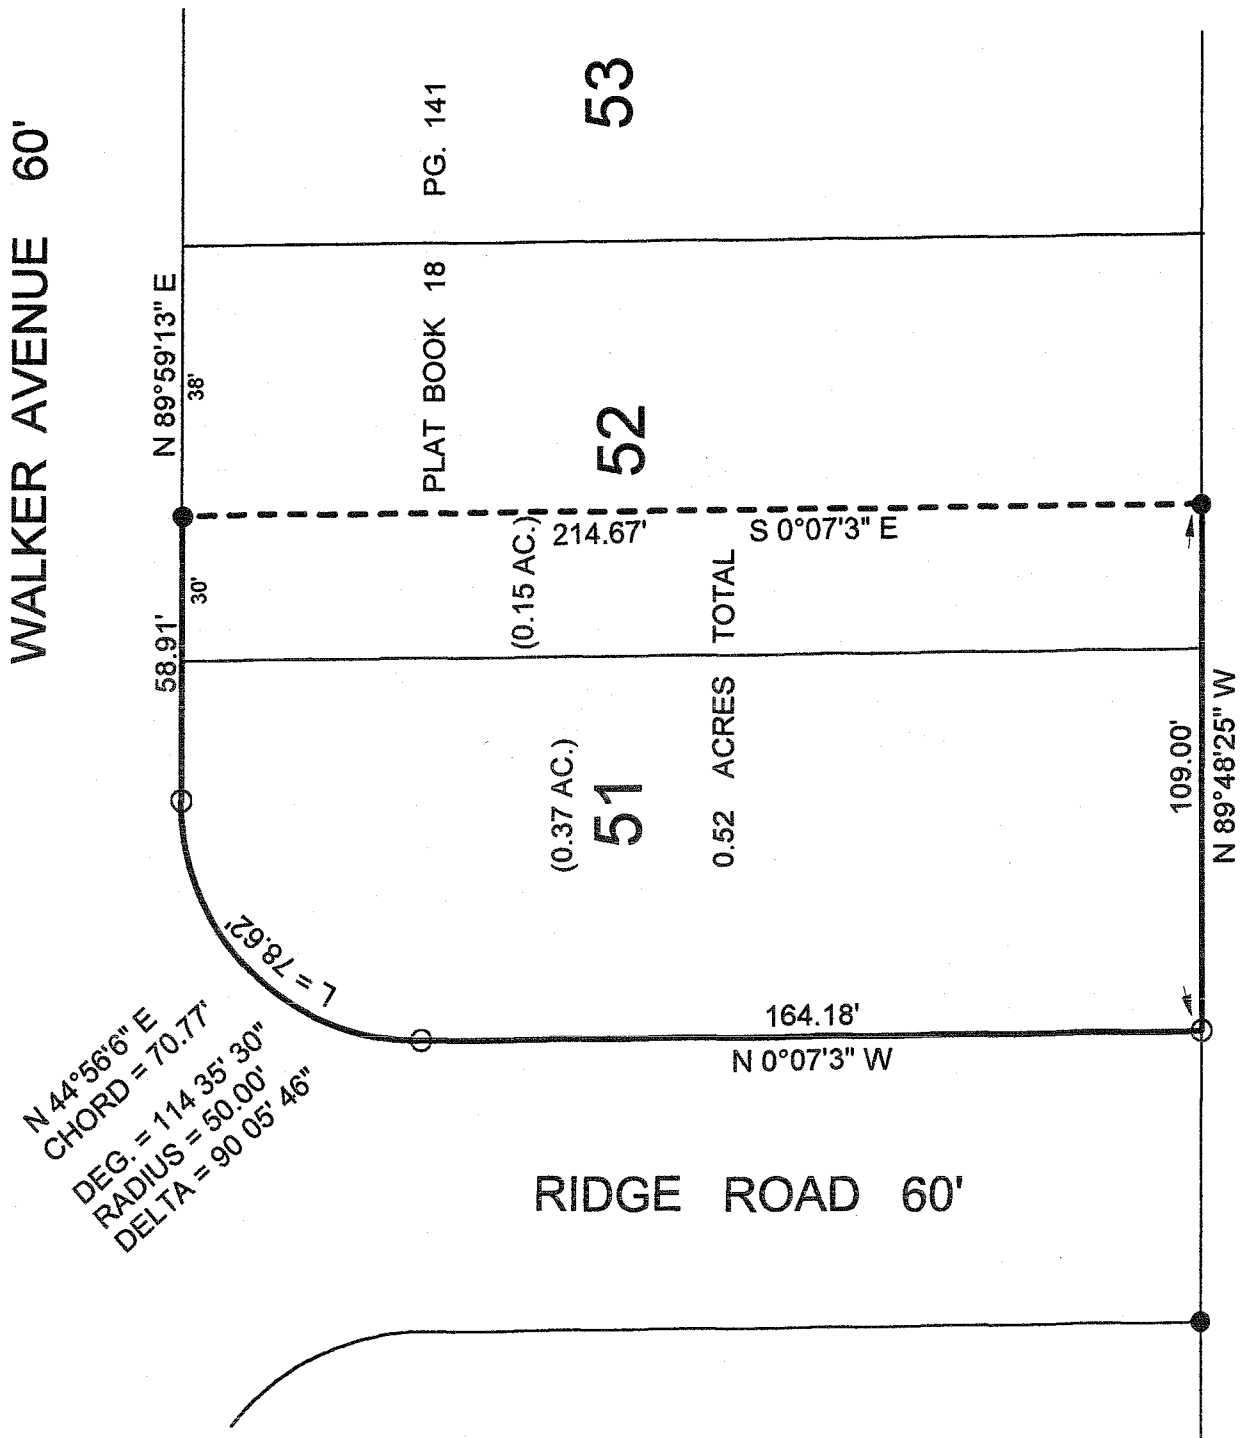 WALKER AVENUE 60'
N 89°59'13" E
38'
58.91'
30'
PLAT BOOK 18 PG. 141
53
52
(0.15 AC.)
214.67'
S 0°07'3" E
(0.37 AC.)
51
0.52 ACRES TOTAL
109.00'
N 89°48'25" W
L = 78.62'
N 44°56'6" E
CHORD = 70.77'
DEG. = 114 35' 30"
RADIUS = 50.00'
DELTA = 90 05' 46"
164.18'
N 0°07'3" W
RIDGE ROAD 60'